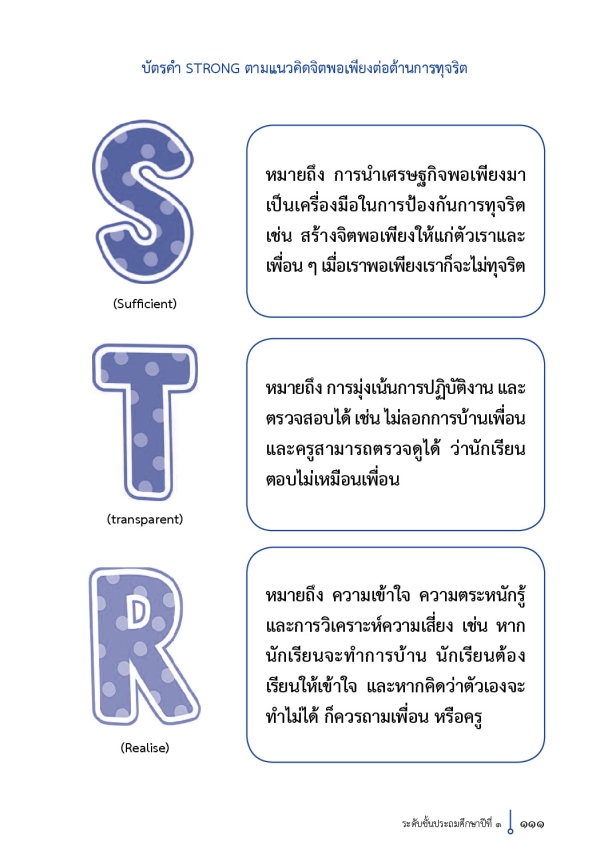 บัตรคำ STRONG ตามแนวคิดจิตพอเพียงต่อต้านการทุจริต
S
หมายถึง การนำเศรษฐกิจพอเพียงมา
เป็นเครื่องมือในการป้องกันการทุจริต
เช่น สร้างจิตพอเพียงให้แก่ตัวเราและ
เพื่อน ๆ เมื่อเราพอเพียงเราก็จะไม่ทุจริต
(Sufficient)
T
หมายถึง การมุ่งเน้นการปฏิบัติงาน และ
ตรวจสอบได้ เช่น ไม่ลอกการบ้านเพื่อน
และครูสามารถตรวจดูได้ ว่านักเรียน
ตอบไม่เหมือนเพื่อน
(transparent)
R
หมายถึง ความเข้าใจ ความตระหนักรู้
และการวิเคราะห์ความเสี่ยง เช่น หาก
นักเรียนจะทำการบ้าน นักเรียนต้อง
เรียนให้เข้าใจ และหากคิดว่าตัวเองจะ
ทำไม่ได้ ก็ควรถามเพื่อน หรือครู
(Realise)
ระดับชั้นประถมศึกษาปีที่ ๑ ๑๑๑